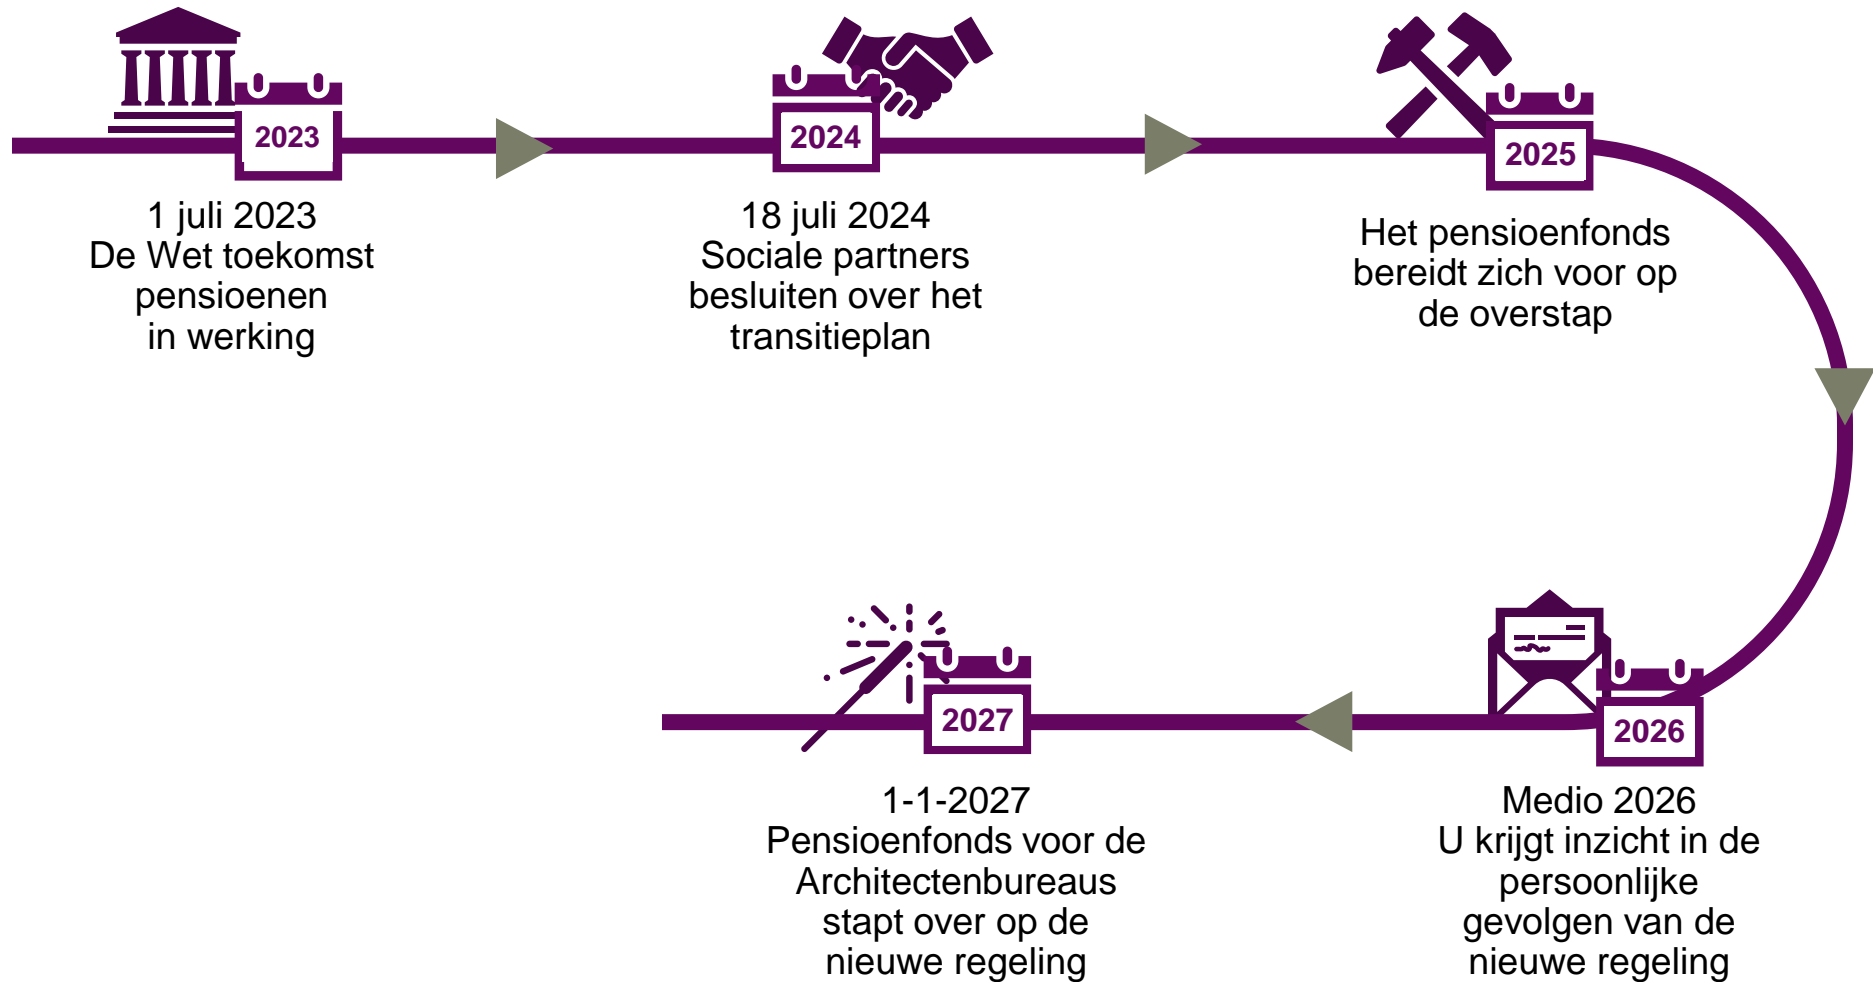 2023
1 juli 2023
De Wet toekomst
pensioenen
in werking
2024
18 juli 2024
Sociale partners
besluiten over het
transitieplan
2025
Het pensioenfonds
bereidt zich voor op
de overstap
2026
Medio 2026
U krijgt inzicht in de
persoonlijke
gevolgen van de
nieuwe regeling
2027
1-1-2027
Pensioenfonds voor de
Architectenbureaus
stapt over op de
nieuwe regeling